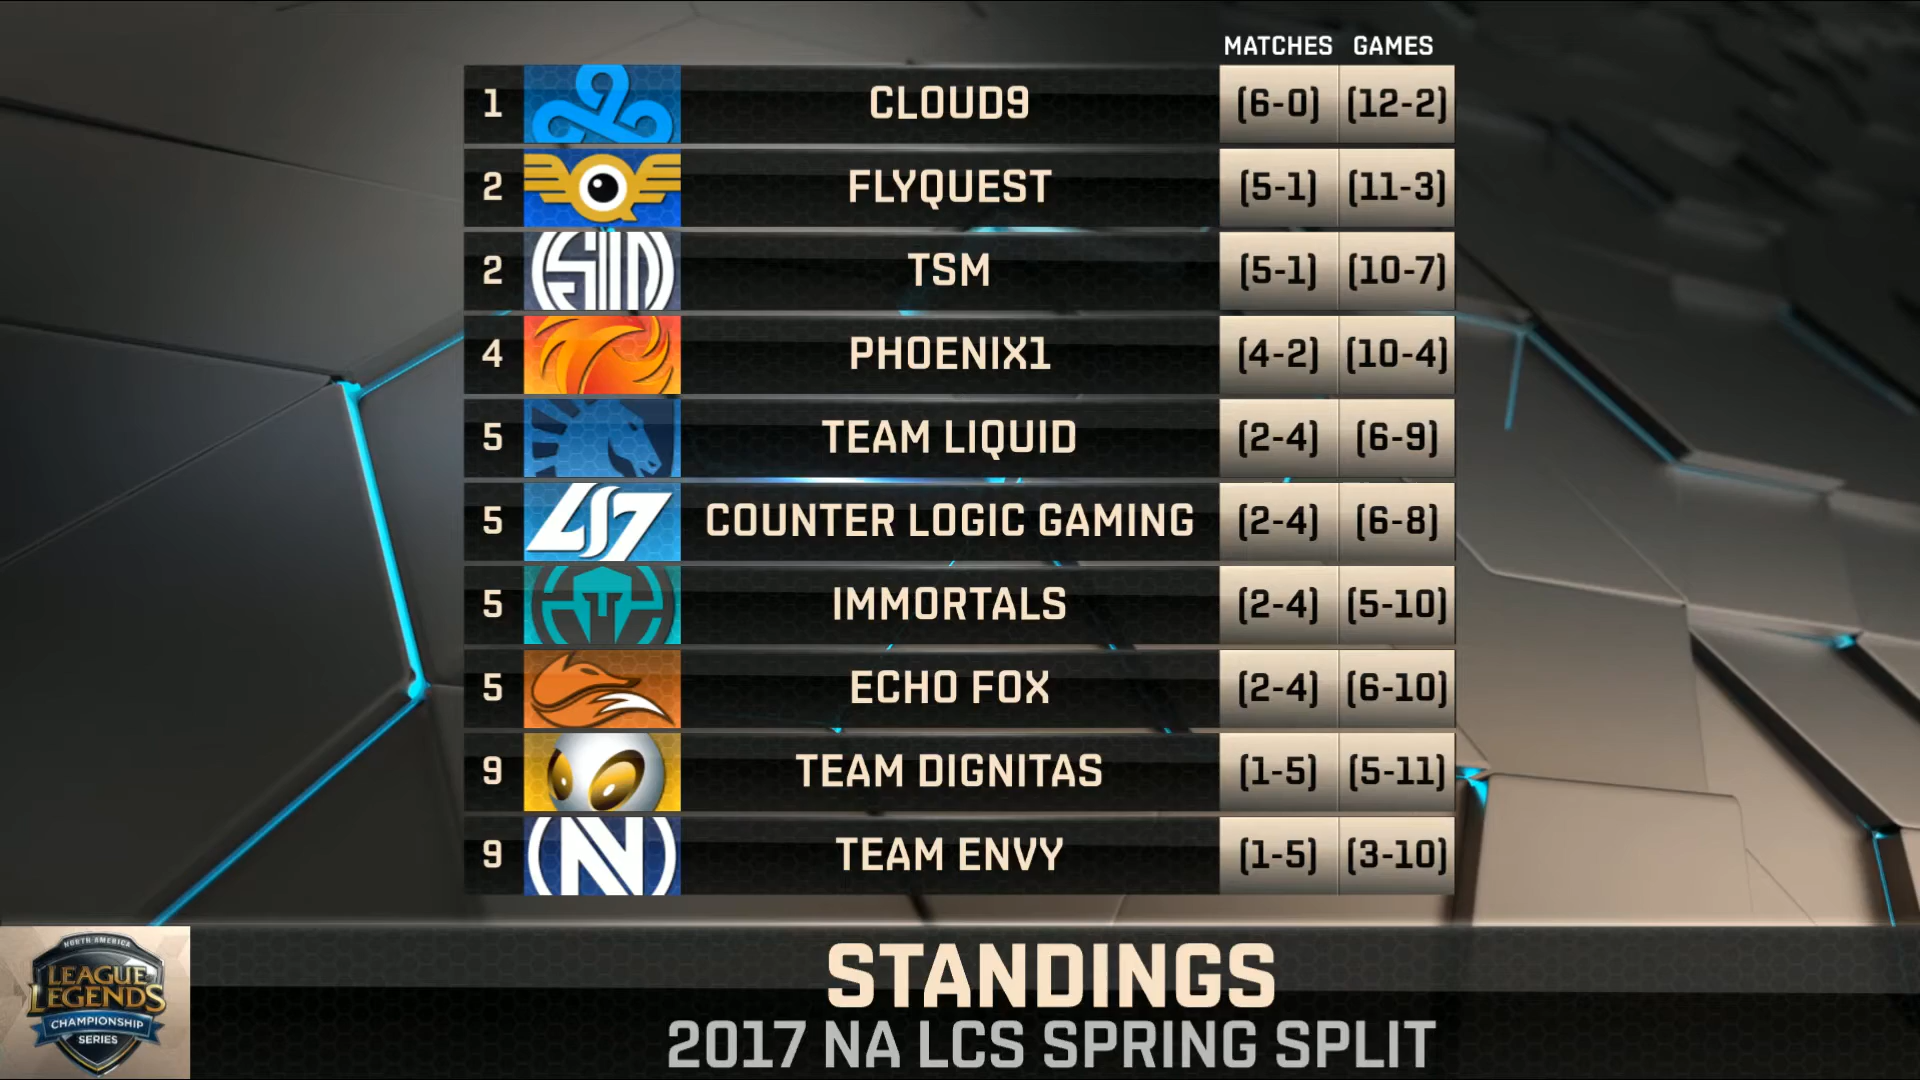 MATCHES GAMES
1 CLOUD9 (6-0) (12-2)
2 FLYQUEST (5-1) (11-3)
2 TSM (5-1) (10-7)
4 PHOENIX1 (4-2) (10-4)
5 TEAM LIQUID (2-4) (6-9)
5 COUNTER LOGIC GAMING (2-4) (6-8)
5 IMMORTALS (2-4) (5-10)
5 ECHO FOX (2-4) (6-10)
9 TEAM DIGNITAS (1-5) (5-11)
9 TEAM ENVY (1-5) (3-10)
NORTH AMERICA
LEAGUE
LEGENDS
CHAMPIONSHIP
SERIES
STANDINGS
2017 NA LCS SPRING SPLIT